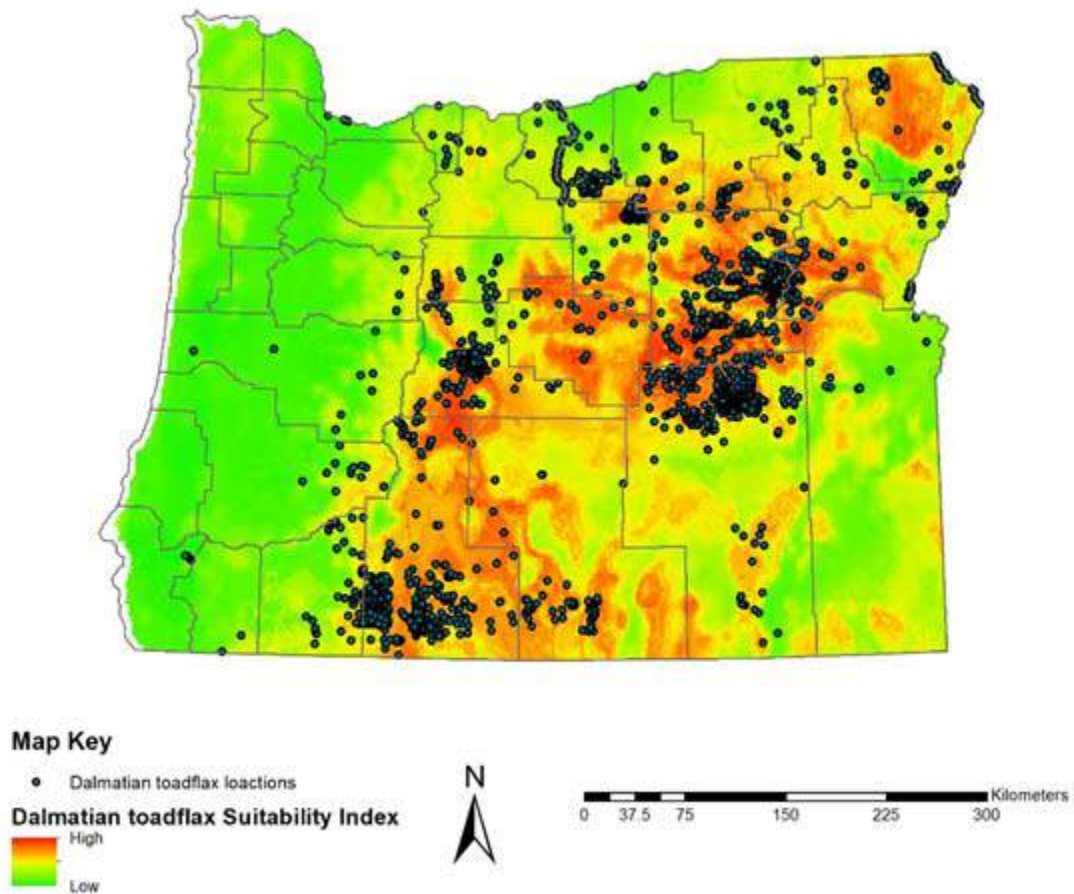 Map Key
Dalmatian toadflax loactions
Dalmatian toadflax Suitability Index
High
Low
N
Kilometers
0 37.5 75 150 225 300